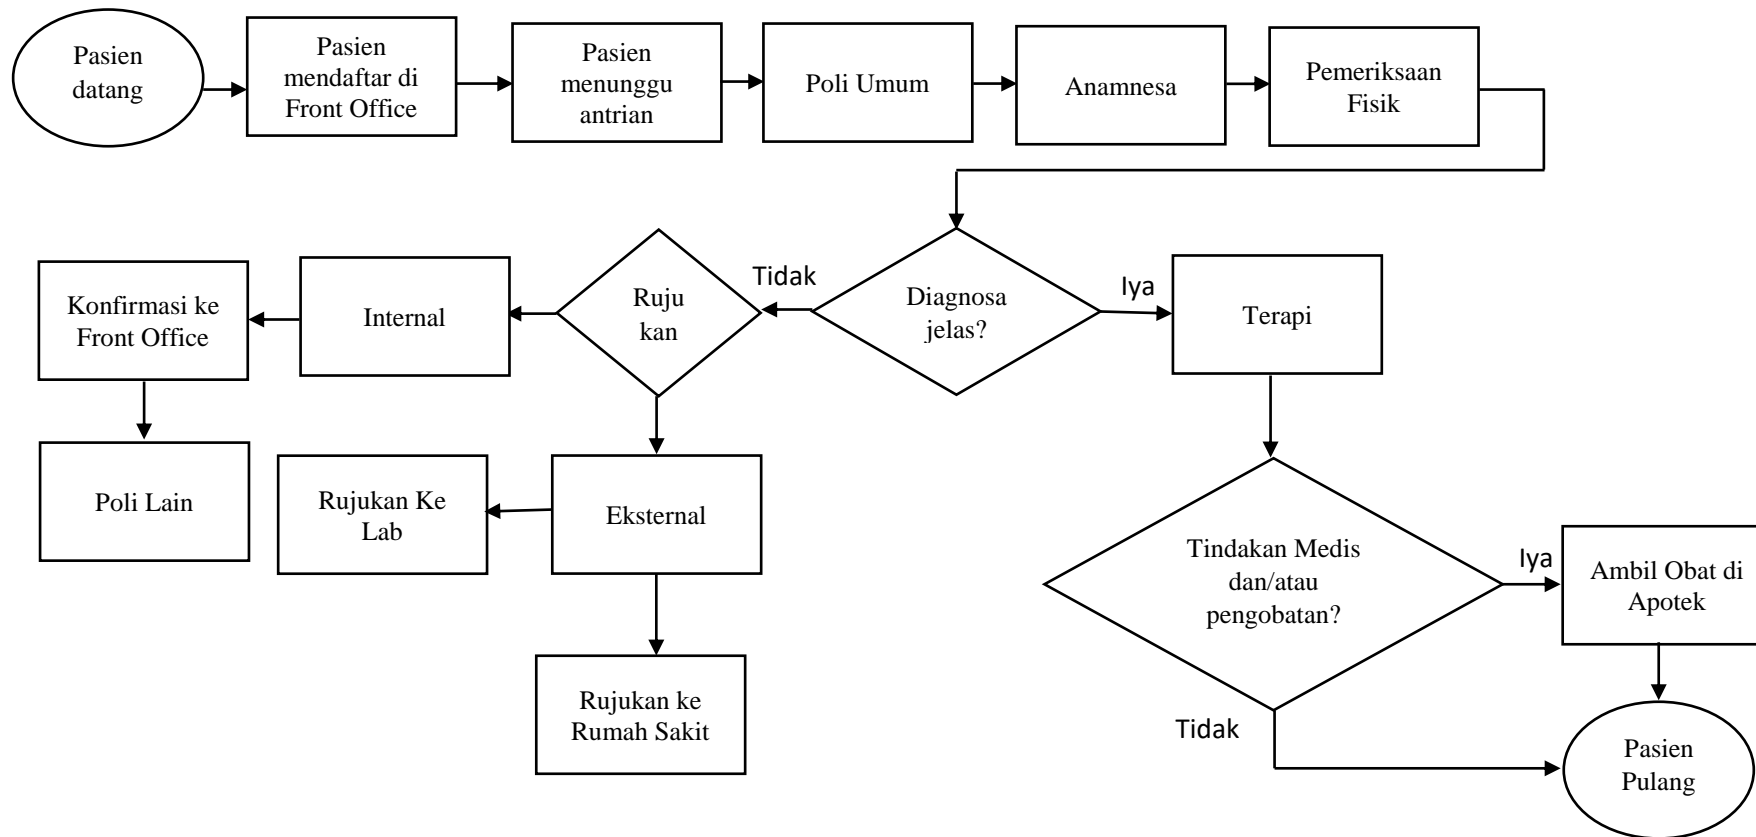 Pasien
datang
Pasien
mendaftar di
Front Office
Pasien
menunggu
antrian
Poli Umum
Anamnesa
Pemeriksaan
Fisik
Konfirmasi ke
Front Office
Internal
Ruju
kan
Tidak
Diagnosa
jelas?
Iya
Terapi
Poli Lain
Rujukan Ke
Lab
Eksternal
Tindakan Medis
dan/atau
pengobatan?
Iya
Ambil Obat di
Apotek
Rujukan ke
Rumah Sakit
Tidak
Pasien
Pulang